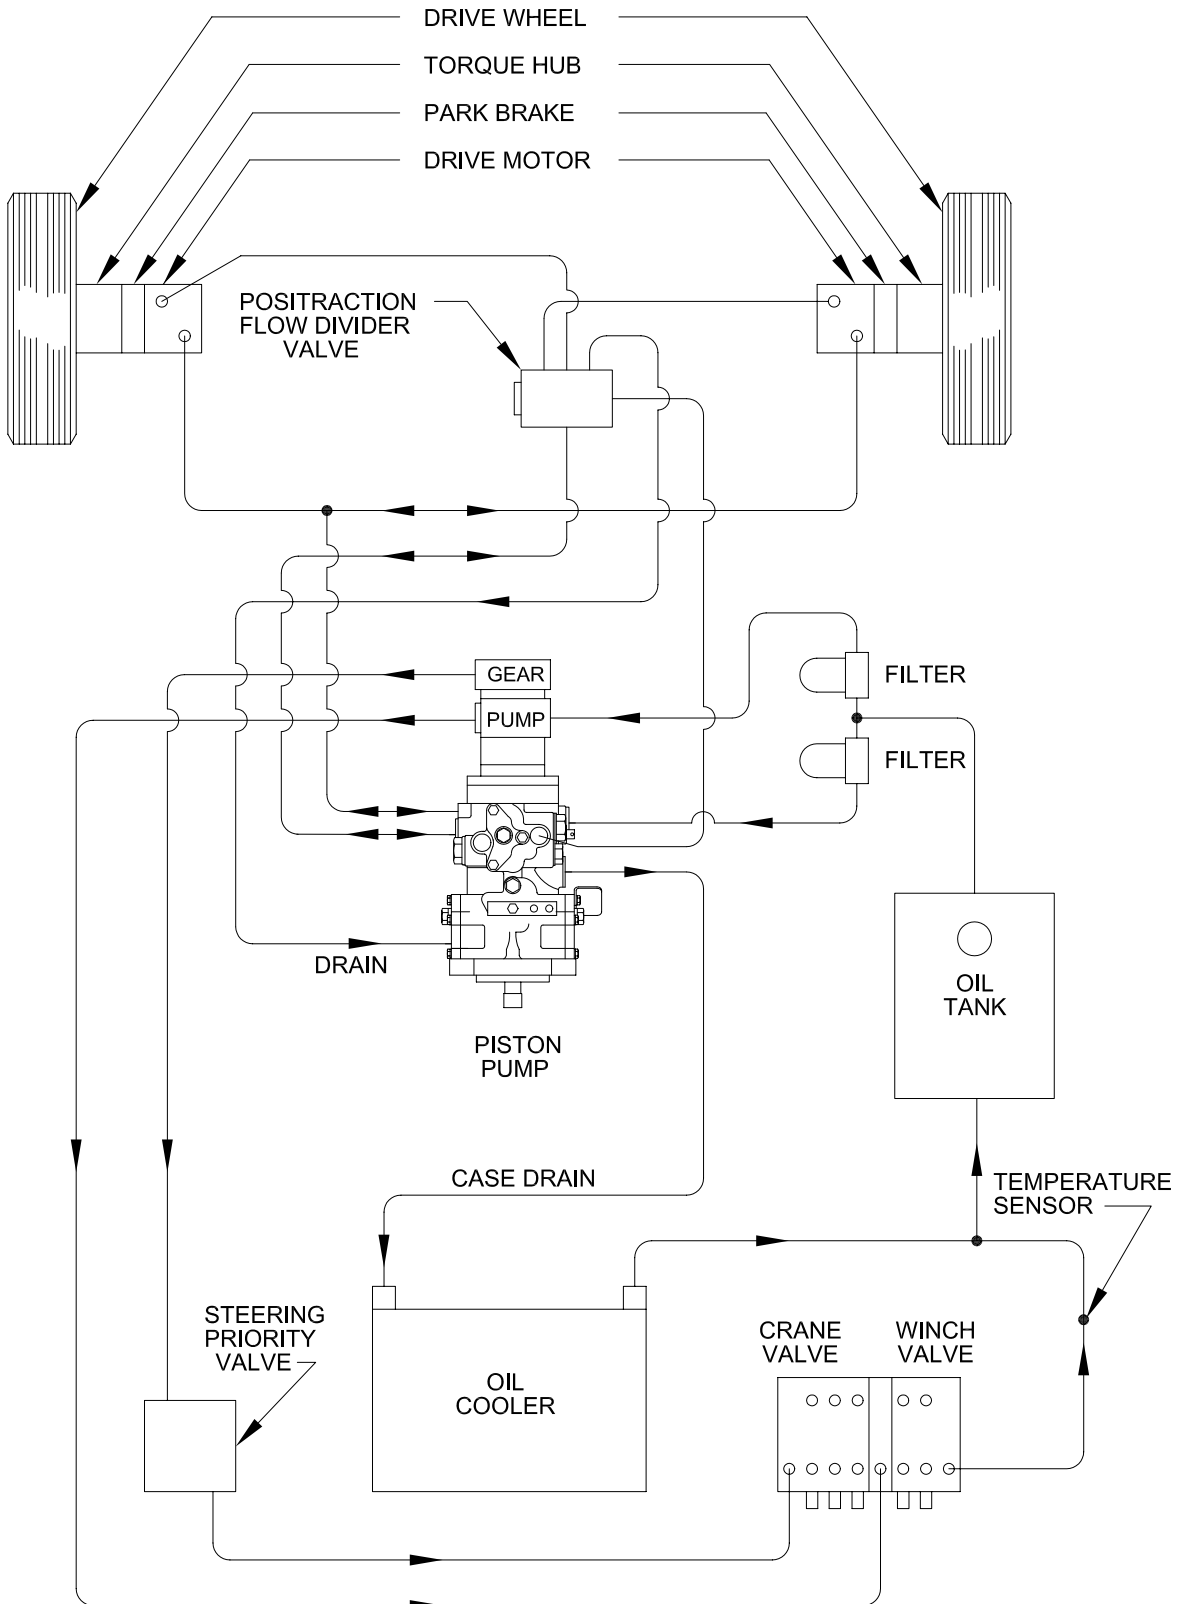 DRIVE WHEEL
TORQUE HUB
PARK BRAKE
DRIVE MOTOR
POSITRACTION
FLOW DIVIDER
VALVE
GEAR
PUMP
FILTER
FILTER
DRAIN
PISTON
PUMP
OIL
TANK
CASE DRAIN
TEMPERATURE
SENSOR
STEERING
PRIORITY
VALVE
OIL
COOLER
CRANE
VALVE
WINCH
VALVE